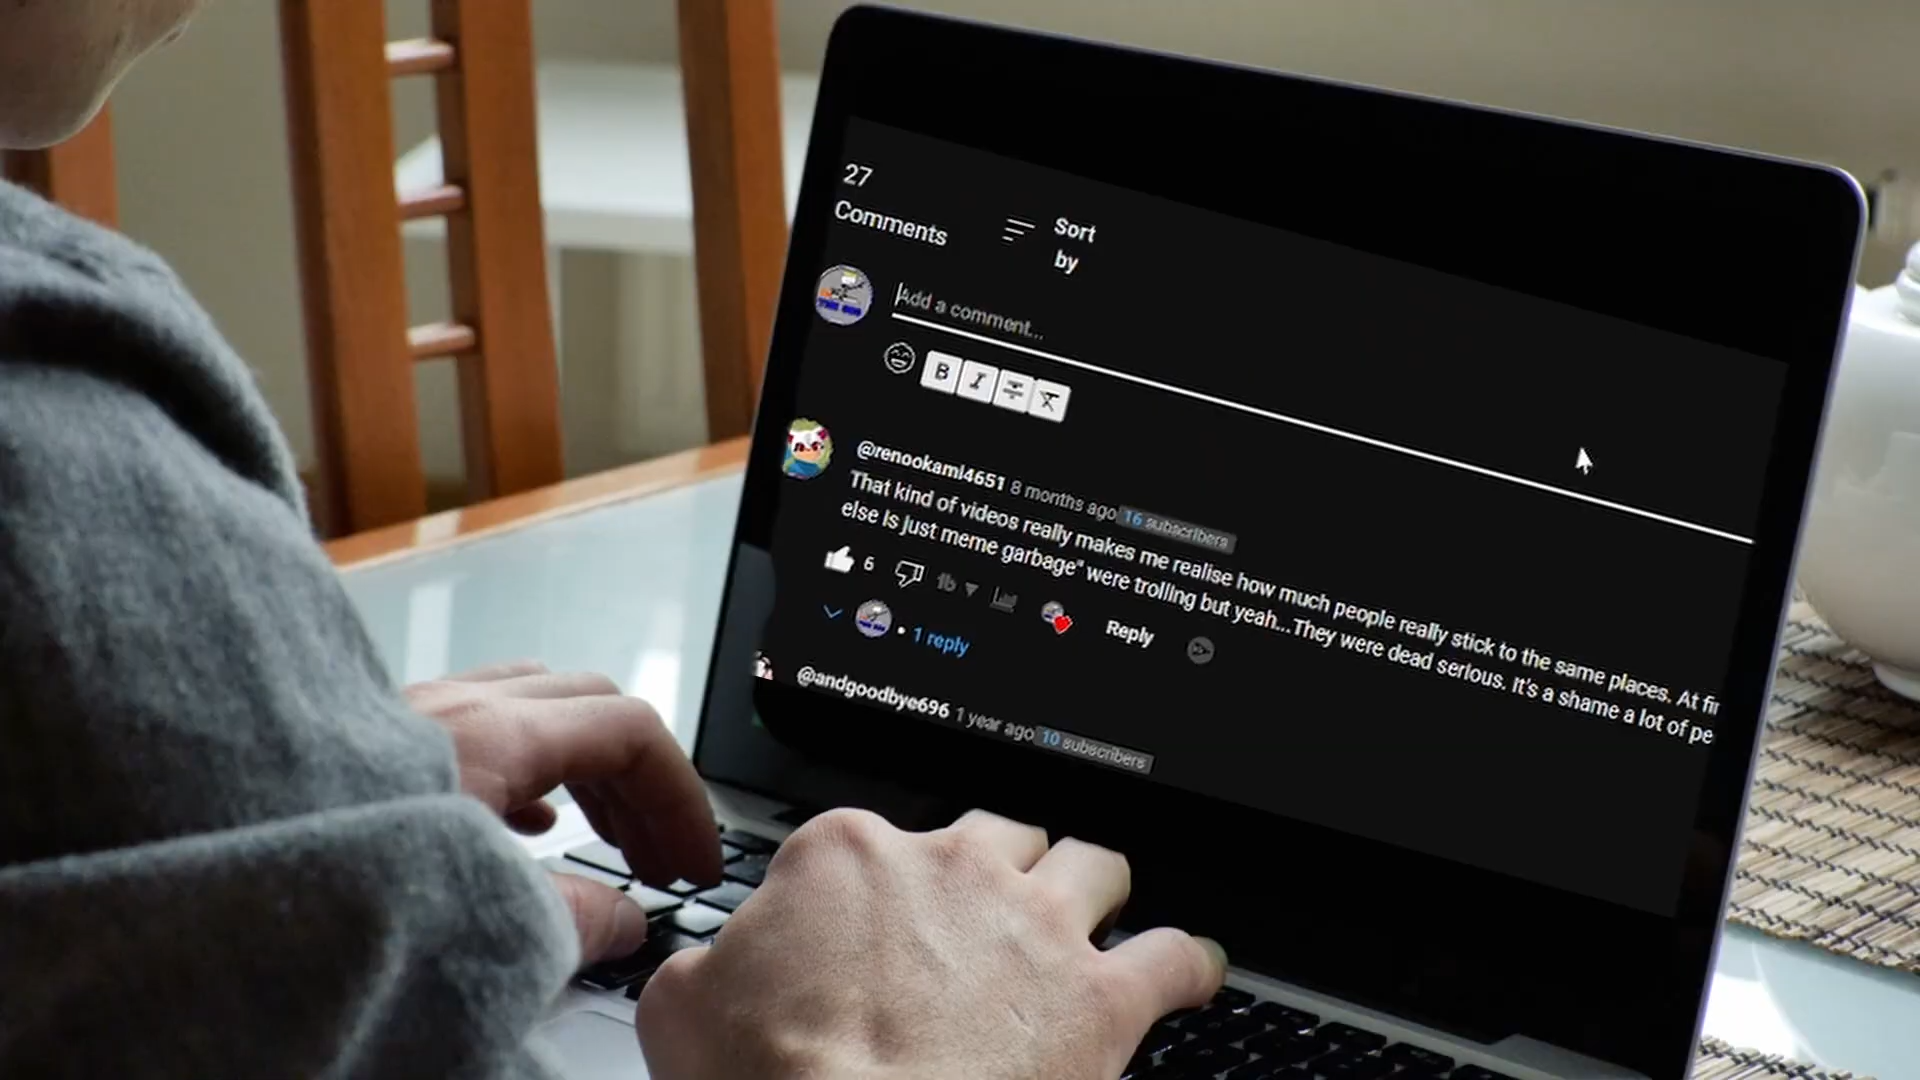 27
Comments
Sort
by
Add a comment...
B I
@renookami4651 8 months ago 16 subscribers
That kind of videos really makes me realise how much people really stick to the same places. At fir
else is just meme garbage" were trolling but yeah...They were dead serious. It's a shame a lot of pe
6
Reply
• 1 reply
@andgoodbye696 1 year ago 10 subscribers